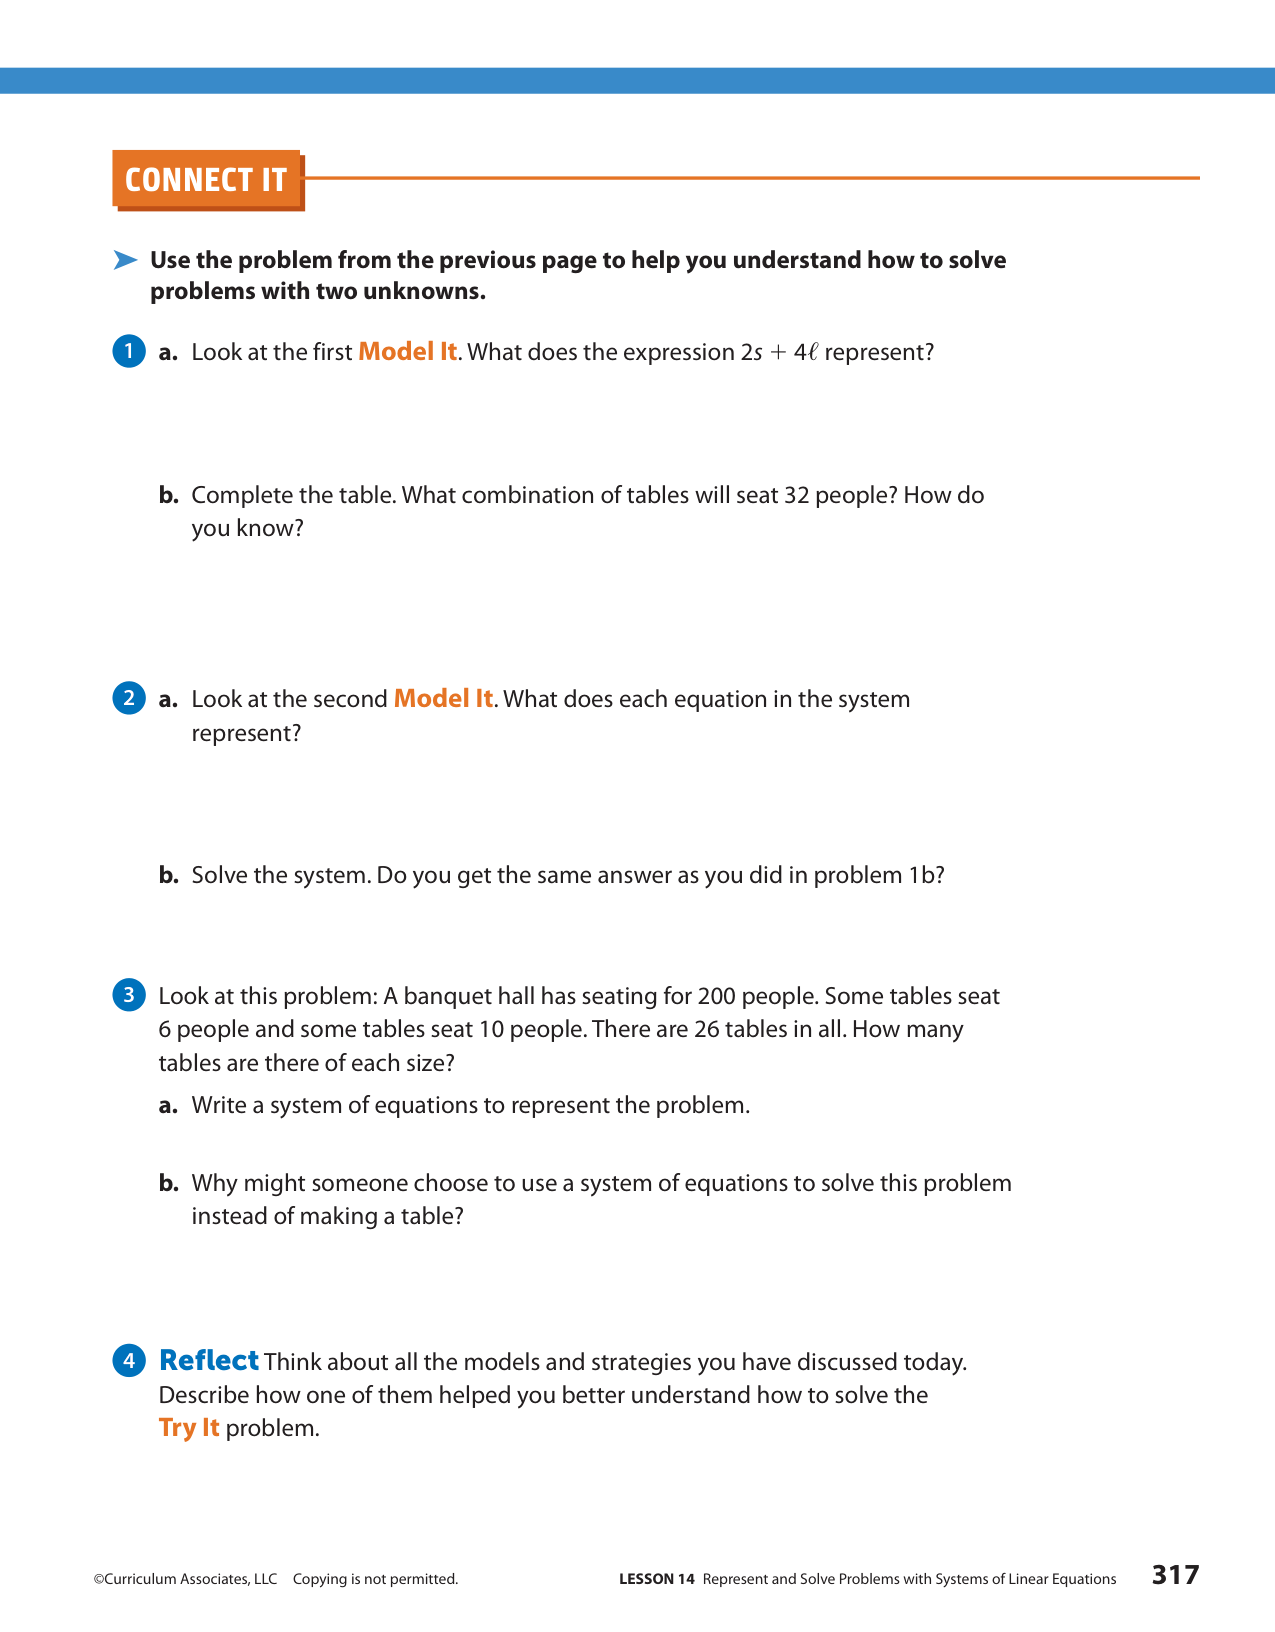 CONNECT IT
Use the problem from the previous page to help you understand how to solve
problems with two unknowns.
1 a. Look at the first Model It. What does the expression 2s + 4ℓ represent?
b. Complete the table. What combination of tables will seat 32 people? How do
you know?
2 a. Look at the second Model It. What does each equation in the system
represent?
b. Solve the system. Do you get the same answer as you did in problem 1b?
3 Look at this problem: A banquet hall has seating for 200 people. Some tables seat
6 people and some tables seat 10 people. There are 26 tables in all. How many
tables are there of each size?
a. Write a system of equations to represent the problem.
b. Why might someone choose to use a system of equations to solve this problem
instead of making a table?
4 Reflect Think about all the models and strategies you have discussed today.
Describe how one of them helped you better understand how to solve the
Try It problem.
©Curriculum Associates, LLC Copying is not permitted. LESSON 14 Represent and Solve Problems with Systems of Linear Equations 317